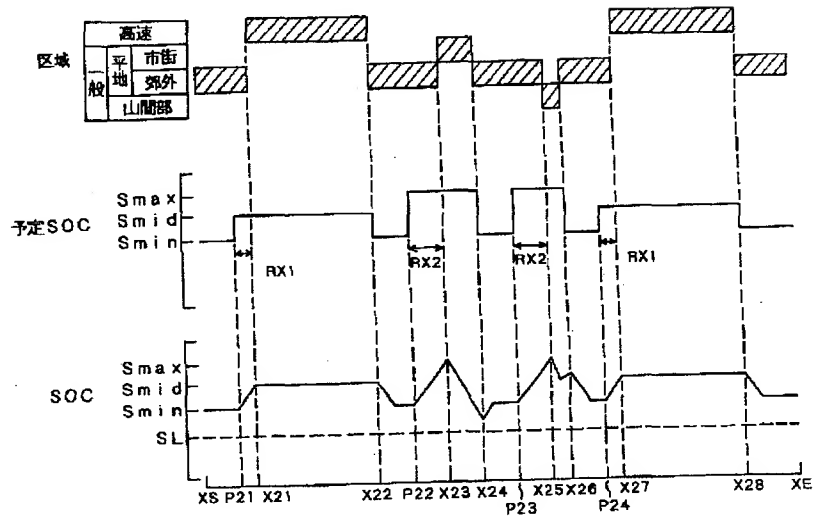 高速
区域
一般
平地
市街
郊外
山間部
予定SOC
Smax
Smid
Smin
RX1
RX2
RX2
RX1
SOC
Smax
Smid
Smin
SL
XS P21 X21 X22 P22 X23 X24 P23 X25 X26 P24 X27 X28 XE